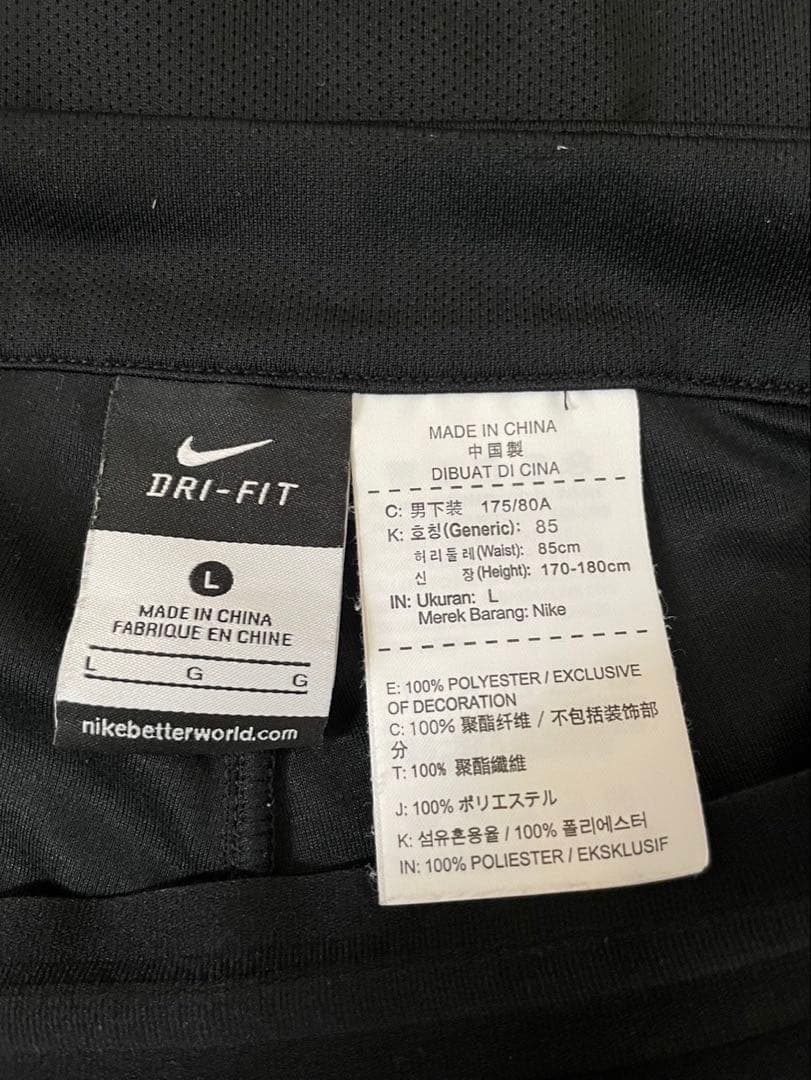 DRI-FIT
L
MADE IN CHINA
FABRIQUE EN CHINE
L G G
nikebetterworld.com
MADE IN CHINA
中国製
DIBUAT DI CINA
C: 男下装 175/80A
K: 호칭(Generic): 85
허리둘레(Waist): 85cm
신 장(Height): 170-180cm
IN: Ukuran: L
Merek Barang: Nike
E: 100% POLYESTER / EXCLUSIVE
OF DECORATION
C: 100% 聚酯纤维 / 不包括装饰部
分
T: 100% 聚酯纖維
J: 100% ポリエステル
K: 섬유혼용율 / 100% 폴리에스터
IN: 100% POLIESTER / EKSKLUSIF